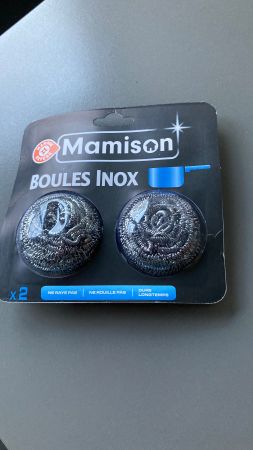 Mamison
BOULES INOX
x2
NE RAYE PAS
NE ROUILLE PAS
DURE
LONGTEMPS